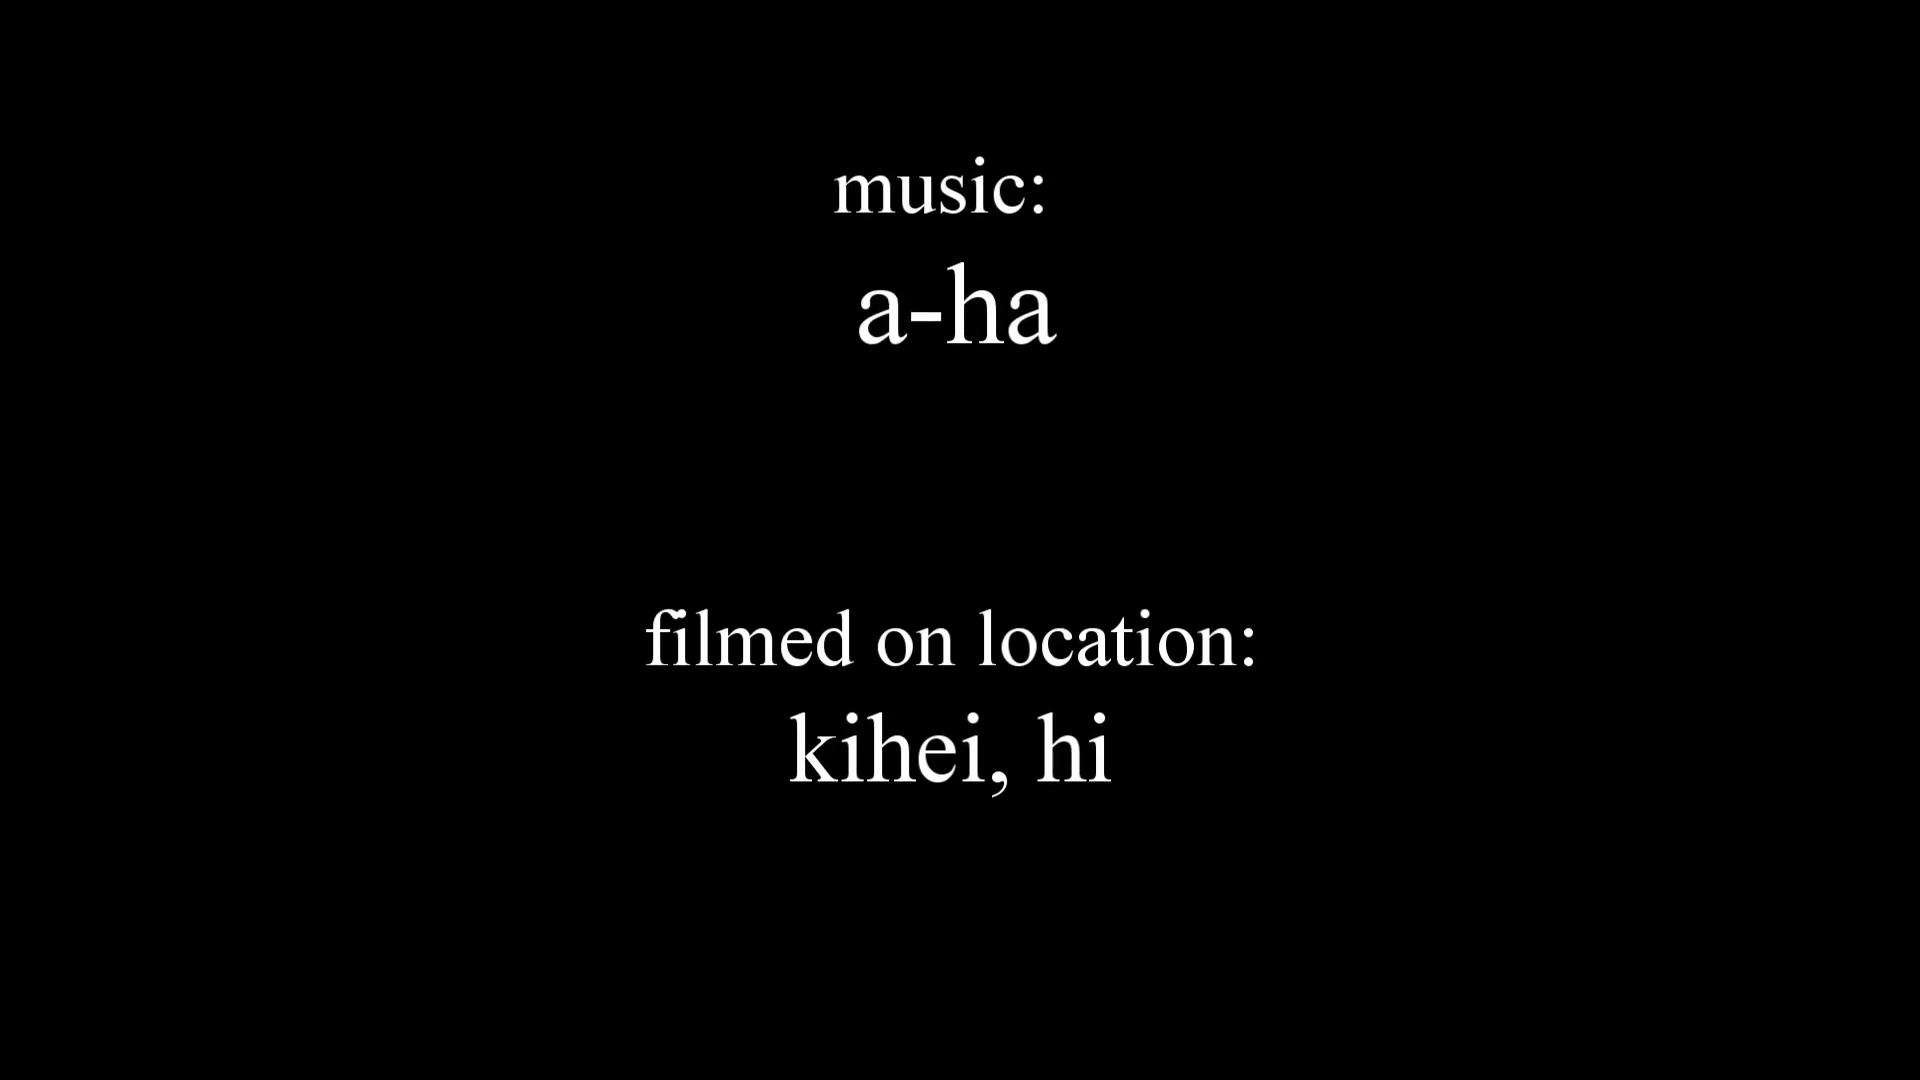 music:
a-ha
filmed on location:
kihei, hi